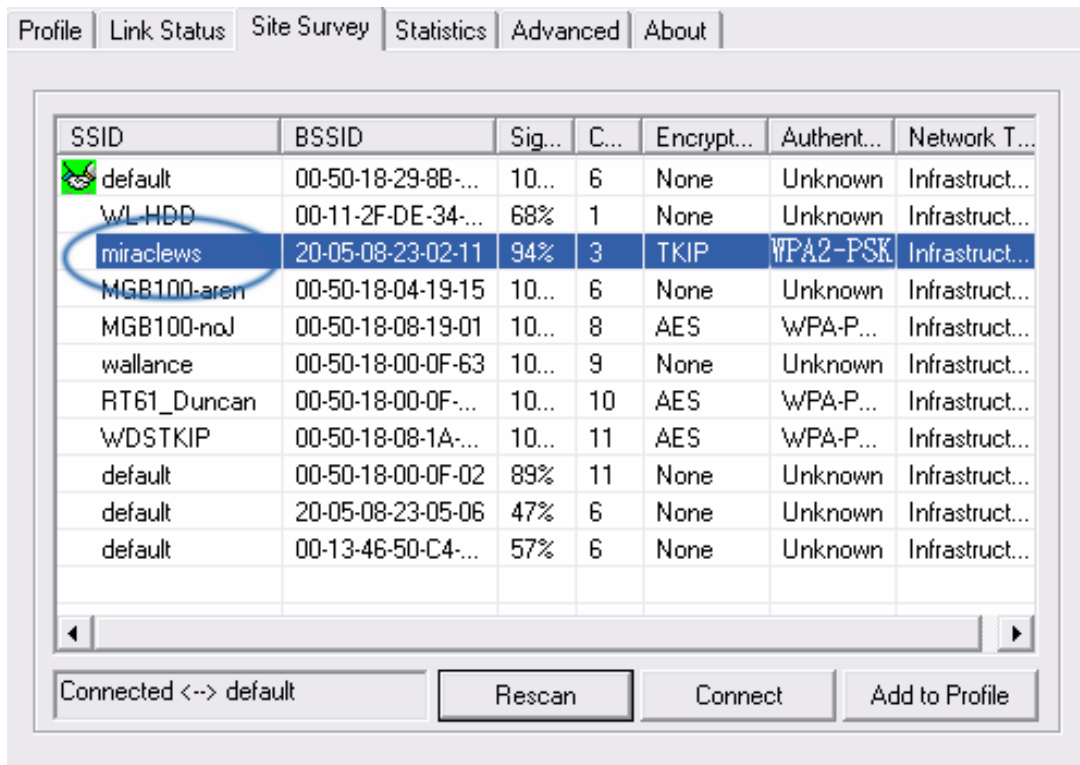 Profile Link Status Site Survey Statistics Advanced About
SSID BSSID Sig... C... Encrypt... Authent... Network T...
default 00-50-18-29-8B-... 10... 6 None Unknown Infrastruct...
WL-HDD 00-11-2F-DE-34-... 68% 1 None Unknown Infrastruct...
miraclews 20-05-08-23-02-11 94% 3 TKIP WPA2-PSK Infrastruct...
MGB100-aren 00-50-18-04-19-15 10... 6 None Unknown Infrastruct...
MGB100-noJ 00-50-18-08-19-01 10... 8 AES WPA-P... Infrastruct...
wallance 00-50-18-00-0F-63 10... 9 None Unknown Infrastruct...
RT61_Duncan 00-50-18-00-0F-... 10... 10 AES WPA-P... Infrastruct...
WDSTKIP 00-50-18-08-1A-... 10... 11 AES WPA-P... Infrastruct...
default 00-50-18-00-0F-02 89% 11 None Unknown Infrastruct...
default 20-05-08-23-05-06 47% 6 None Unknown Infrastruct...
default 00-13-46-50-C4-... 57% 6 None Unknown Infrastruct...
Connected <--> default Rescan Connect Add to Profile